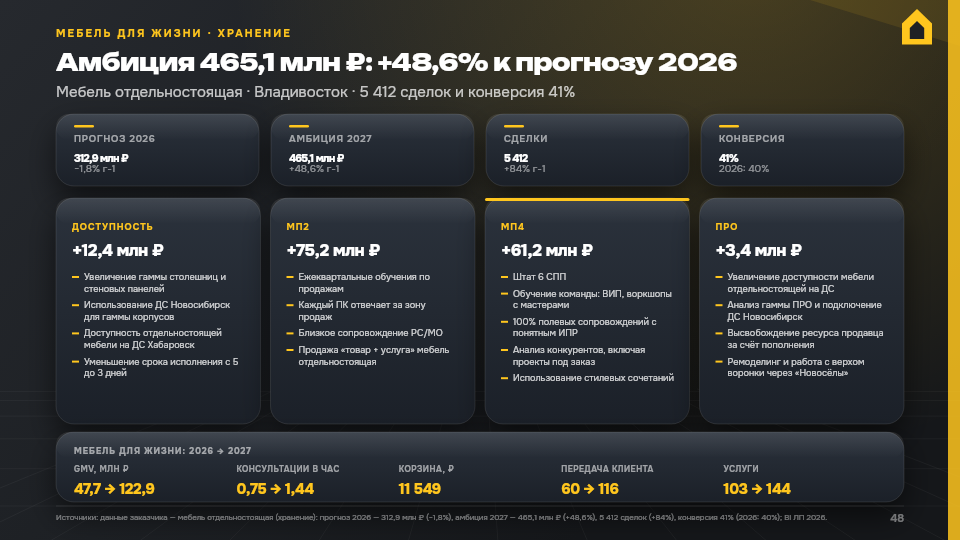 МЕБЕЛЬ ДЛЯ ЖИЗНИ · ХРАНЕНИЕ
Амбиция 465,1 млн ₽: +48,6% к прогнозу 2026
Мебель отдельностоящая · Владивосток · 5 412 сделок и конверсия 41%
ПРОГНОЗ 2026
312,9 млн ₽
−1,8% г-1
АМБИЦИЯ 2027
465,1 млн ₽
+48,6% г-1
СДЕЛКИ
5 412
+84% г-1
КОНВЕРСИЯ
41%
2026: 40%
ДОСТУПНОСТЬ
+12,4 млн ₽
Увеличение гаммы столешниц и
стеновых панелей
Использование ДС Новосибирск
для гаммы корпусов
Доступность отдельностоящей
мебели на ДС Хабаровск
Уменьшение срока исполнения с 5
до 3 дней
МП2
+75,2 млн ₽
Ежеквартальные обучения по
продажам
Каждый ПК отвечает за зону
продаж
Близкое сопровождение РС/МО
Продажа «товар + услуга» мебель
отдельностоящая
МП4
+61,2 млн ₽
Штат 6 СПП
Обучение команды: ВИП, воркшопы
с мастерами
100% полевых сопровождений с
понятным ИПР
Анализ конкурентов, включая
проекты под заказ
Использование стилевых сочетаний
ПРО
+3,4 млн ₽
Увеличение доступности мебели
отдельностоящей на ДС
Анализ гаммы ПРО и подключение
ДС Новосибирск
Высвобождение ресурса продавца
за счёт пополнения
Ремоделинг и работа с верхом
воронки через «Новосёлы»
МЕБЕЛЬ ДЛЯ ЖИЗНИ: 2026 → 2027
GMV, МЛН ₽
47,7 → 122,9
КОНСУЛЬТАЦИИ В ЧАС
0,75 → 1,44
КОРЗИНА, ₽
11 549
ПЕРЕДАЧА КЛИЕНТА
60 → 116
УСЛУГИ
103 → 144
Источники: данные заказчика — мебель отдельностоящая (хранение): прогноз 2026 — 312,9 млн ₽ (−1,8%), амбиция 2027 — 465,1 млн ₽ (+48,6%), 5 412 сделок (+84%), конверсия 41% (2026: 40%); BI ЛП 2026.
48